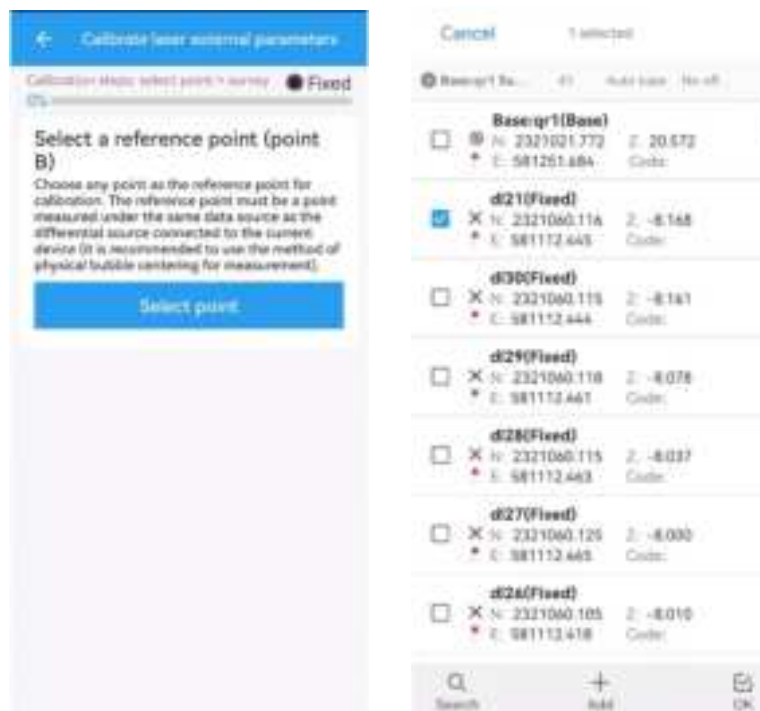 Calibrate laser external parameters
Calibration steps: select point > survey
Fixed
0%
Select a reference point (point
B)
Choose any point as the reference point for
calibration. The reference point must be a point
measured under the same data source as the
differential source connected to the current
device (It is recommended to use the method of
physical bubble centering for measurement).
Select point
Cancel
1 selected
Base:qr1(Base)
N: 2321021.772 Z: 20.572
E: 581251.684 Code:
dl21(Fixed)
N: 2321060.116 Z: -8.168
E: 581112.445 Code:
dl30(Fixed)
N: 2321060.115 Z: -8.161
E: 581112.444 Code:
dl29(Fixed)
N: 2321060.118 Z: -8.078
E: 581112.461 Code:
dl28(Fixed)
N: 2321060.115 Z: -8.037
E: 581112.463 Code:
dl27(Fixed)
N: 2321060.125 Z: -8.000
E: 581112.465 Code:
dl26(Fixed)
N: 2321060.105 Z: -8.010
E: 581112.418 Code:
Search
Add
OK